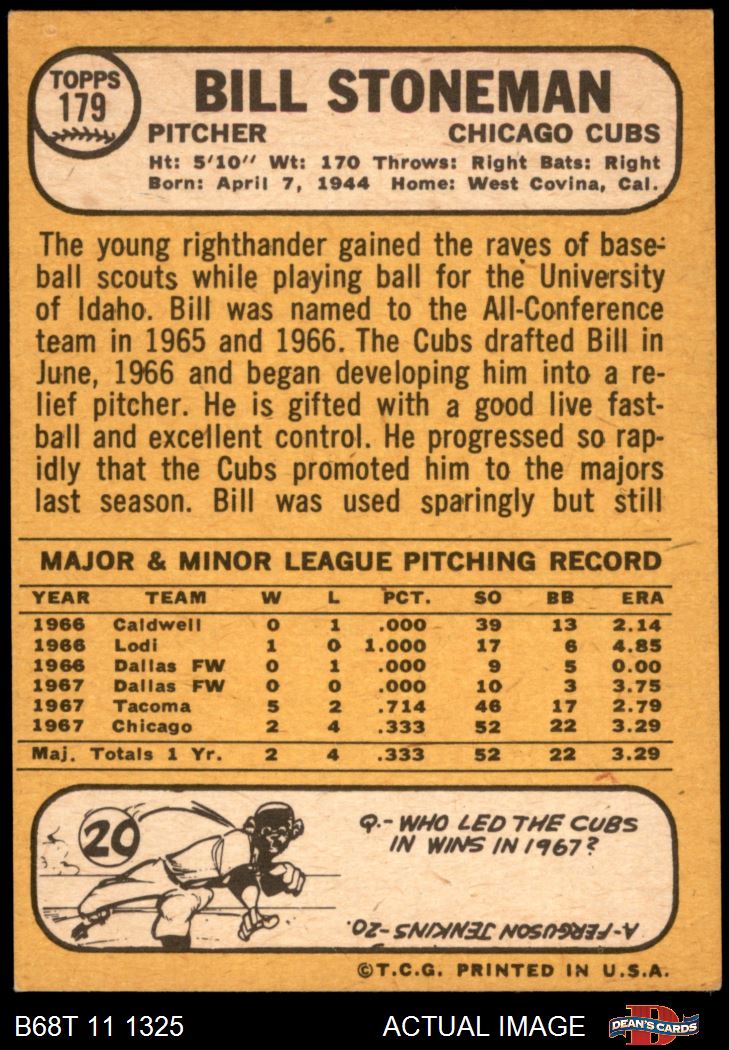 TOPPS
179
BILL STONEMAN
PITCHER CHICAGO CUBS
Ht: 5'10" Wt: 170 Throws: Right Bats: Right
Born: April 7, 1944 Home: West Covina, Cal.
The young righthander gained the raves of base-
ball scouts while playing ball for the University
of Idaho. Bill was named to the All-Conference
team in 1965 and 1966. The Cubs drafted Bill in
June, 1966 and began developing him into a re-
lief pitcher. He is gifted with a good live fast-
ball and excellent control. He progressed so rap-
idly that the Cubs promoted him to the majors
last season. Bill was used sparingly but still
MAJOR & MINOR LEAGUE PITCHING RECORD
YEAR TEAM W L PCT. SO BB ERA
1966 Caldwell 0 1 .000 39 13 2.14
1966 Lodi 1 0 1.000 17 6 4.85
1966 Dallas FW 0 1 .000 9 5 0.00
1967 Dallas FW 0 0 .000 10 3 3.75
1967 Tacoma 5 2 .714 46 17 2.79
1967 Chicago 2 4 .333 52 22 3.29
Maj. Totals 1 Yr. 2 4 .333 52 22 3.29
20
Q.- WHO LED THE CUBS
IN WINS IN 1967?
A-FERGUSON JENKINS-20.
©T.C.G. PRINTED IN U.S.A.
B68T 11 1325 ACTUAL IMAGE
D
DEAN'S CARDS